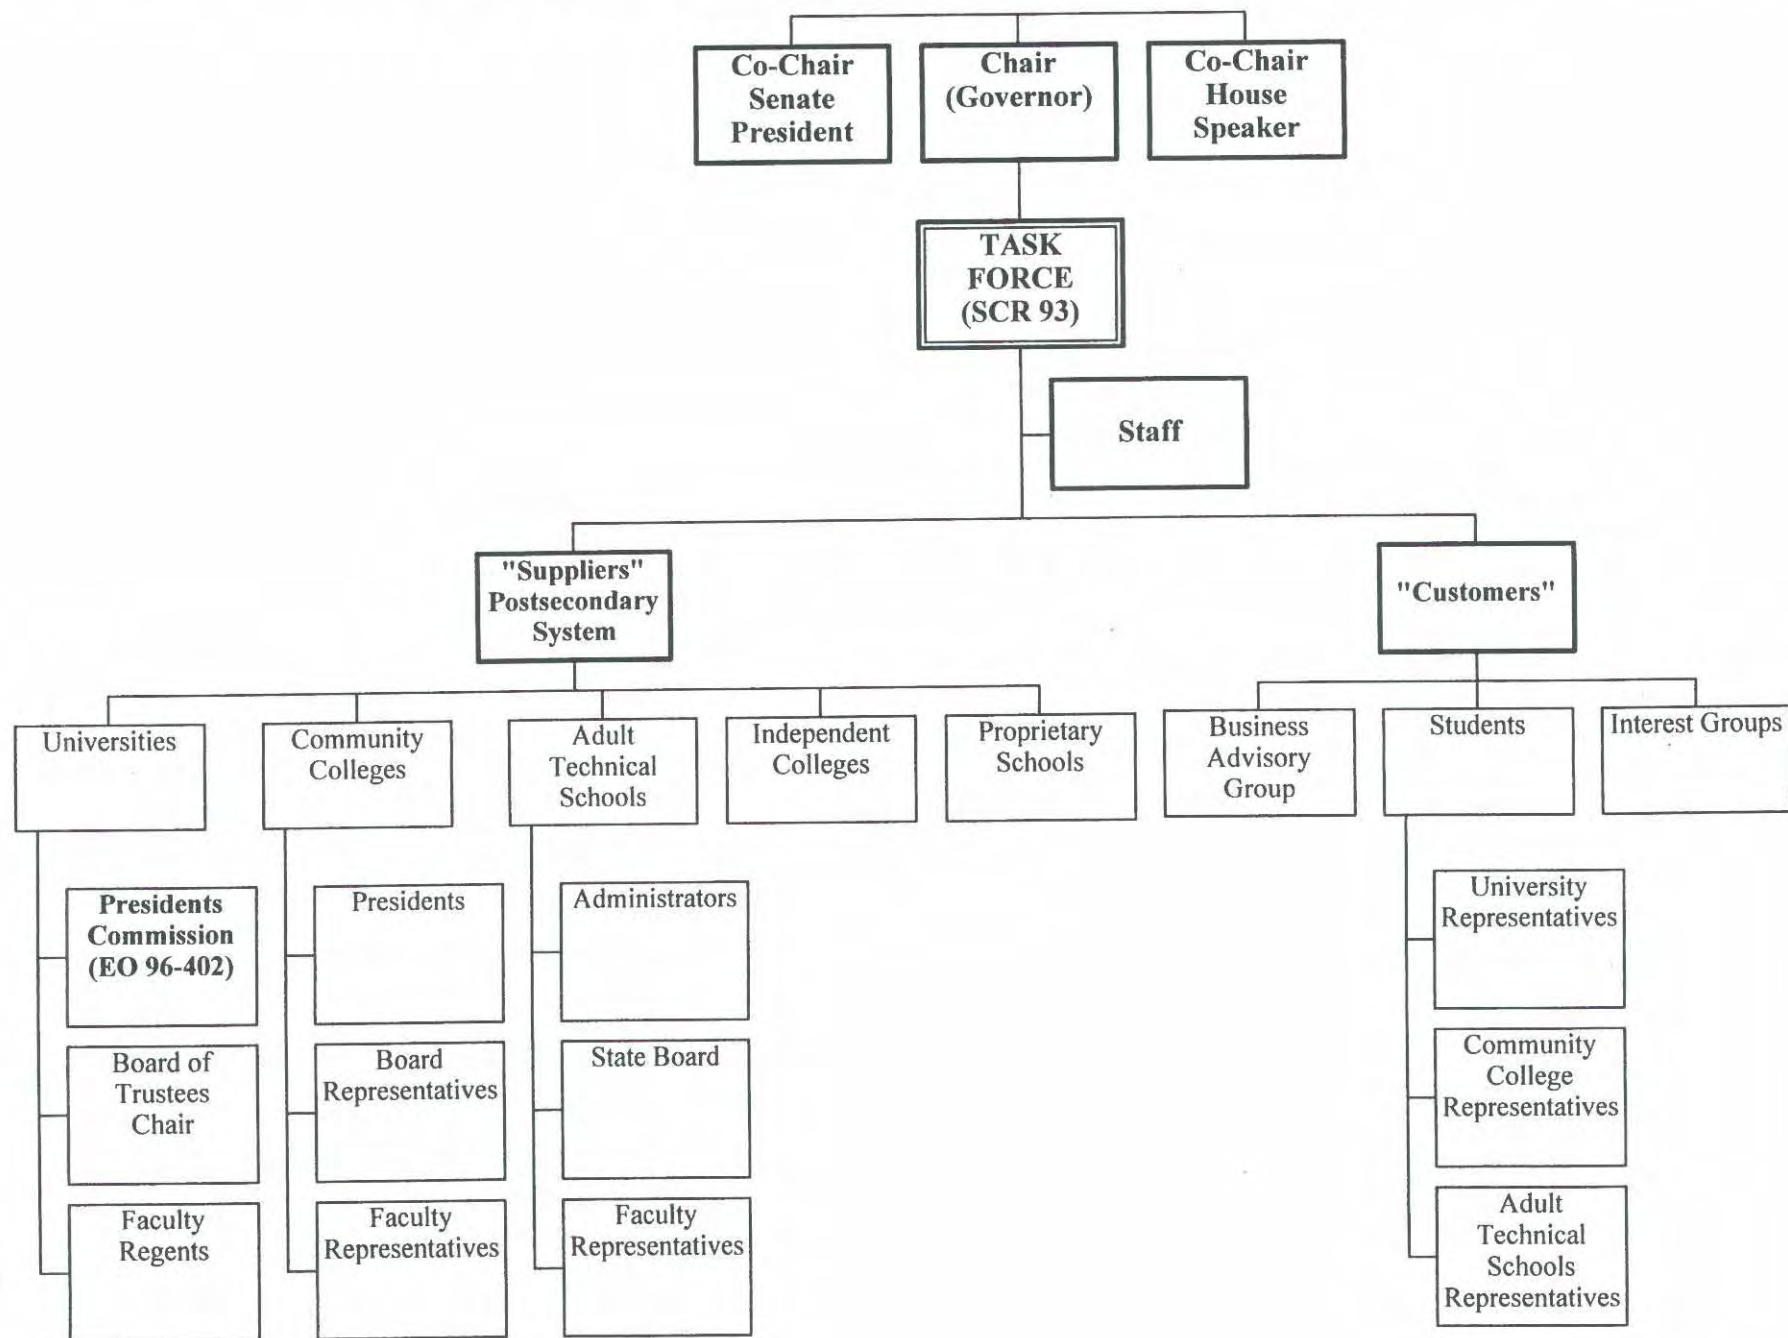 Co-Chair
Senate
President
Chair
(Governor)
Co-Chair
House
Speaker
TASK
FORCE
(SCR 93)
Staff
"Suppliers"
Postsecondary
System
"Customers"
Universities
Community
Colleges
Adult
Technical
Schools
Independent
Colleges
Proprietary
Schools
Business
Advisory
Group
Students
Interest Groups
Presidents
Commission
(EO 96-402)
Presidents
Administrators
University
Representatives
Board of
Trustees
Chair
Board
Representatives
State Board
Community
College
Representatives
Faculty
Regents
Faculty
Representatives
Faculty
Representatives
Adult
Technical
Schools
Representatives